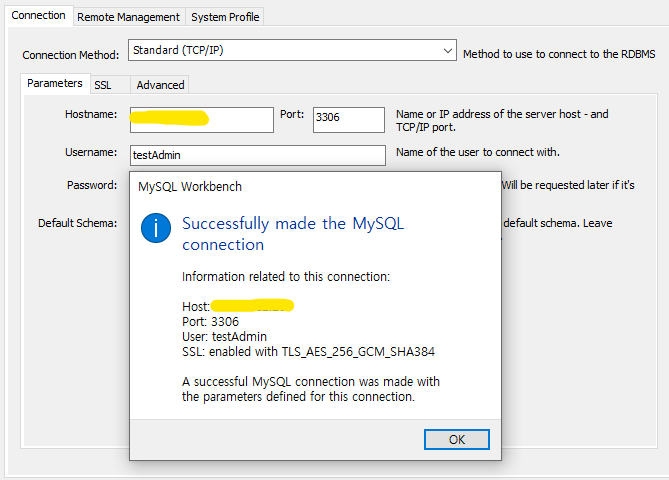 Connection Remote Management System Profile
Connection Method: Standard (TCP/IP) Method to use to connect to the RDBMS
Parameters SSL Advanced
Hostname: Port: 3306 Name or IP address of the server host - and
TCP/IP port.
Username: testAdmin Name of the user to connect with.
Password: Will be requested later if it's
Default Schema: default schema. Leave
MySQL Workbench
Successfully made the MySQL
connection
Information related to this connection:
Host:
Port: 3306
User: testAdmin
SSL: enabled with TLS_AES_256_GCM_SHA384
A successful MySQL connection was made with
the parameters defined for this connection.
OK